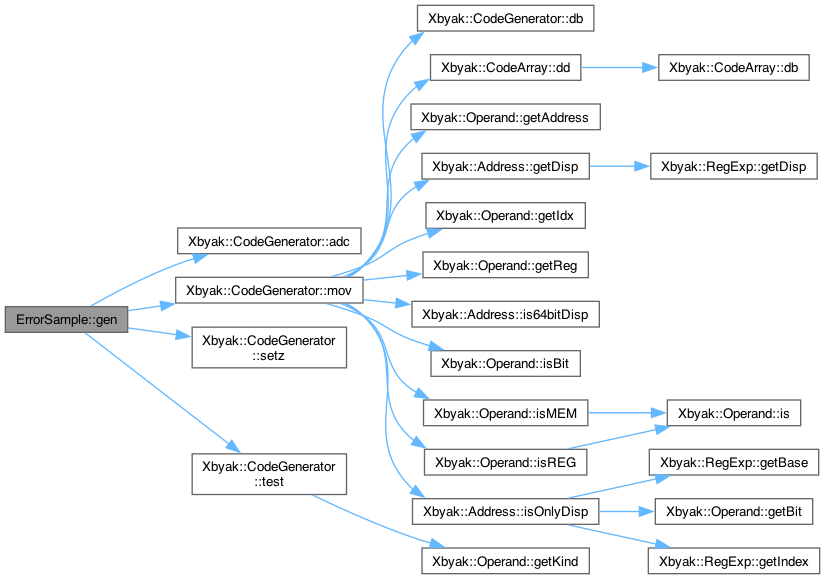 ErrorSample::gen
Xbyak::CodeGenerator::adc
Xbyak::CodeGenerator::mov
Xbyak::CodeGenerator
::setz
Xbyak::CodeGenerator
::test
Xbyak::CodeGenerator::db
Xbyak::CodeArray::dd
Xbyak::Operand::getAddress
Xbyak::Address::getDisp
Xbyak::Operand::getIdx
Xbyak::Operand::getReg
Xbyak::Address::is64bitDisp
Xbyak::Operand::isBit
Xbyak::Operand::isMEM
Xbyak::Operand::isREG
Xbyak::Address::isOnlyDisp
Xbyak::Operand::getKind
Xbyak::CodeArray::db
Xbyak::RegExp::getDisp
Xbyak::Operand::is
Xbyak::RegExp::getBase
Xbyak::Operand::getBit
Xbyak::RegExp::getIndex